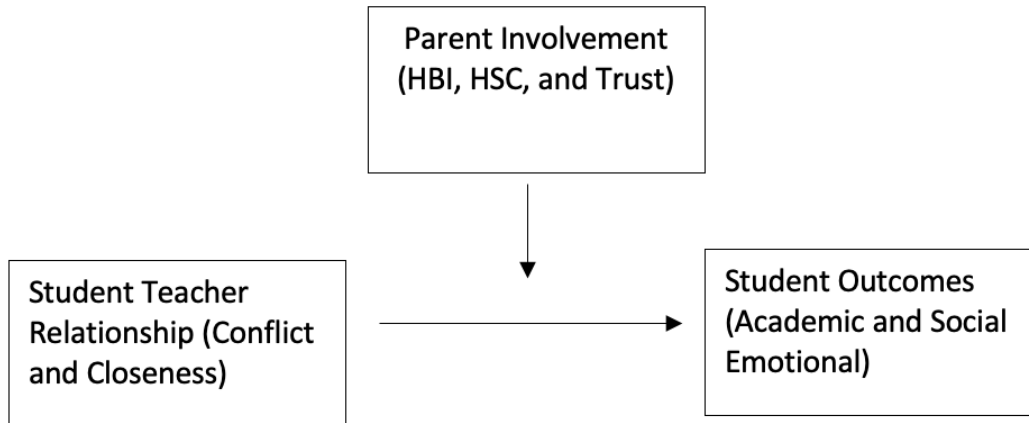 Parent Involvement
(HBI, HSC, and Trust)
Student Teacher
Relationship (Conflict
and Closeness)
Student Outcomes
(Academic and Social
Emotional)